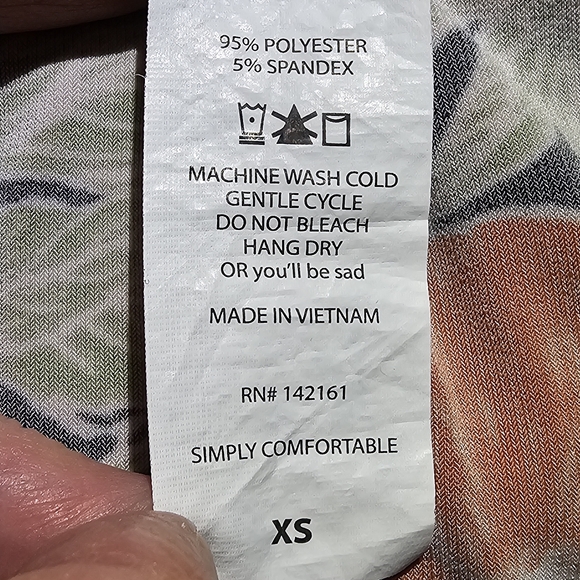 95% POLYESTER
5% SPANDEX
MACHINE WASH COLD
GENTLE CYCLE
DO NOT BLEACH
HANG DRY
OR you'll be sad
MADE IN VIETNAM
RN# 142161
SIMPLY COMFORTABLE
XS